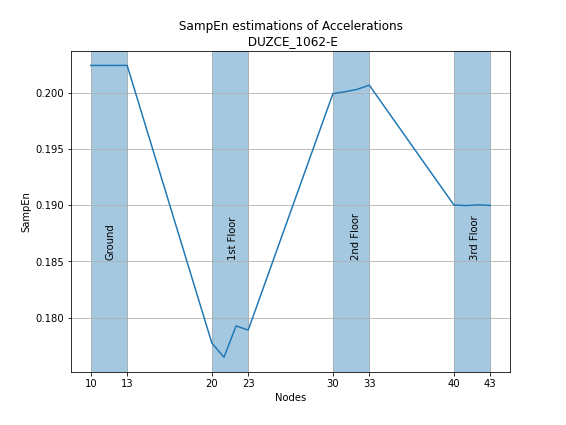 SampEn estimations of Accelerations
DUZCE_1062-E
SampEn
0.200
0.195
0.190
0.185
0.180
Ground
1st Floor
2nd Floor
3rd Floor
10 13 20 23 30 33 40 43
Nodes